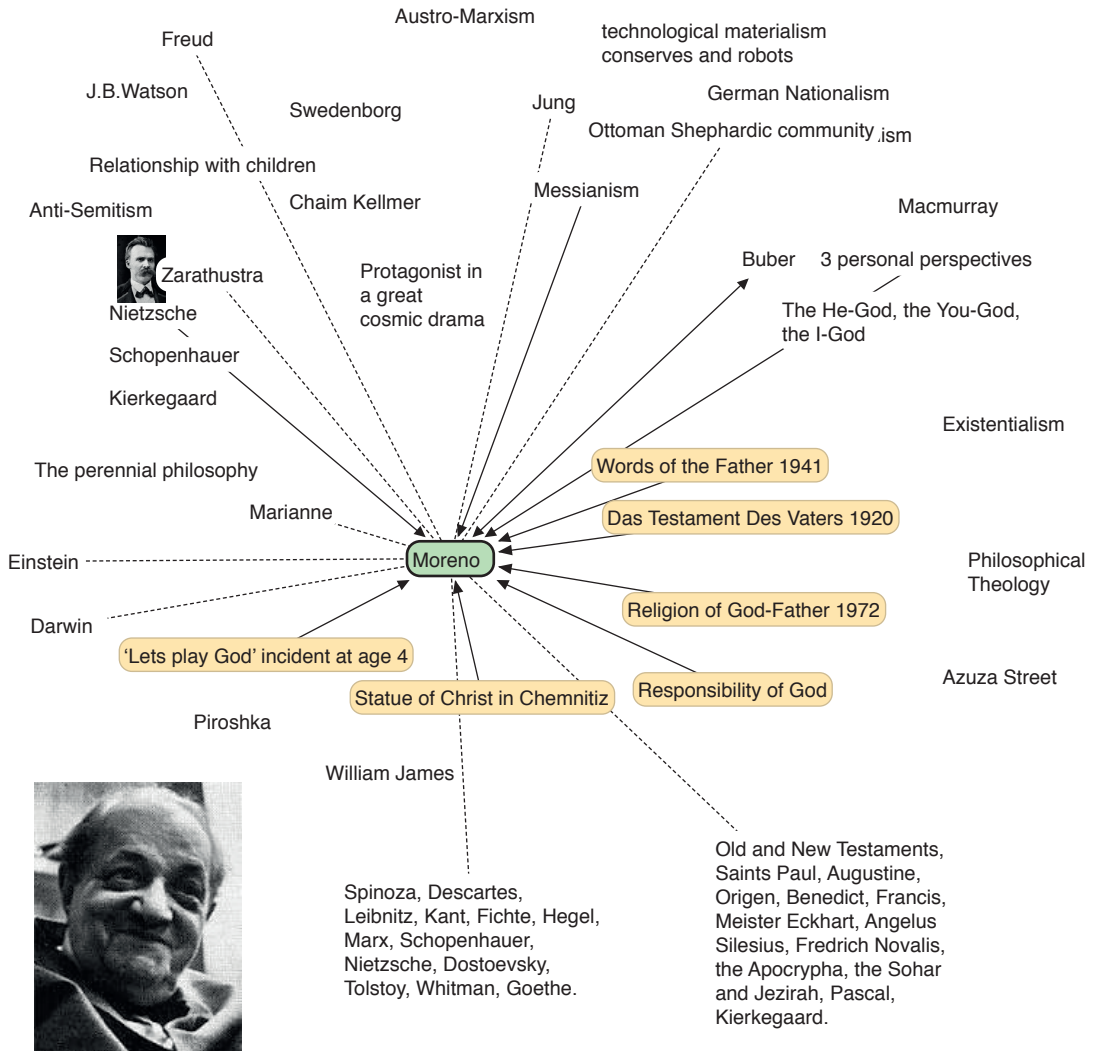 Austro-Marxism
technological materialism
conserves and robots
Freud
J.B.Watson
Swedenborg
Jung
German Nationalism
Ottoman Shephardic community
ism
Relationship with children
Chaim Kellmer
Messianism
Anti-Semitism
Macmurray
Zarathustra
Protagonist in
a great
cosmic drama
Buber
3 personal perspectives
Nietzsche
The He-God, the You-God,
the I-God
Schopenhauer
Kierkegaard
Existentialism
The perennial philosophy
Words of the Father 1941
Marianne
Das Testament Des Vaters 1920
Einstein
Moreno
Philosophical
Theology
Darwin
Religion of God-Father 1972
‘Lets play God’ incident at age 4
Statue of Christ in Chemnitiz
Responsibility of God
Azuza Street
Piroshka
William James
Spinoza, Descartes,
Leibnitz, Kant, Fichte, Hegel,
Marx, Schopenhauer,
Nietzsche, Dostoevsky,
Tolstoy, Whitman, Goethe.
Old and New Testaments,
Saints Paul, Augustine,
Origen, Benedict, Francis,
Meister Eckhart, Angelus
Silesius, Fredrich Novalis,
the Apocrypha, the Sohar
and Jezirah, Pascal,
Kierkegaard.